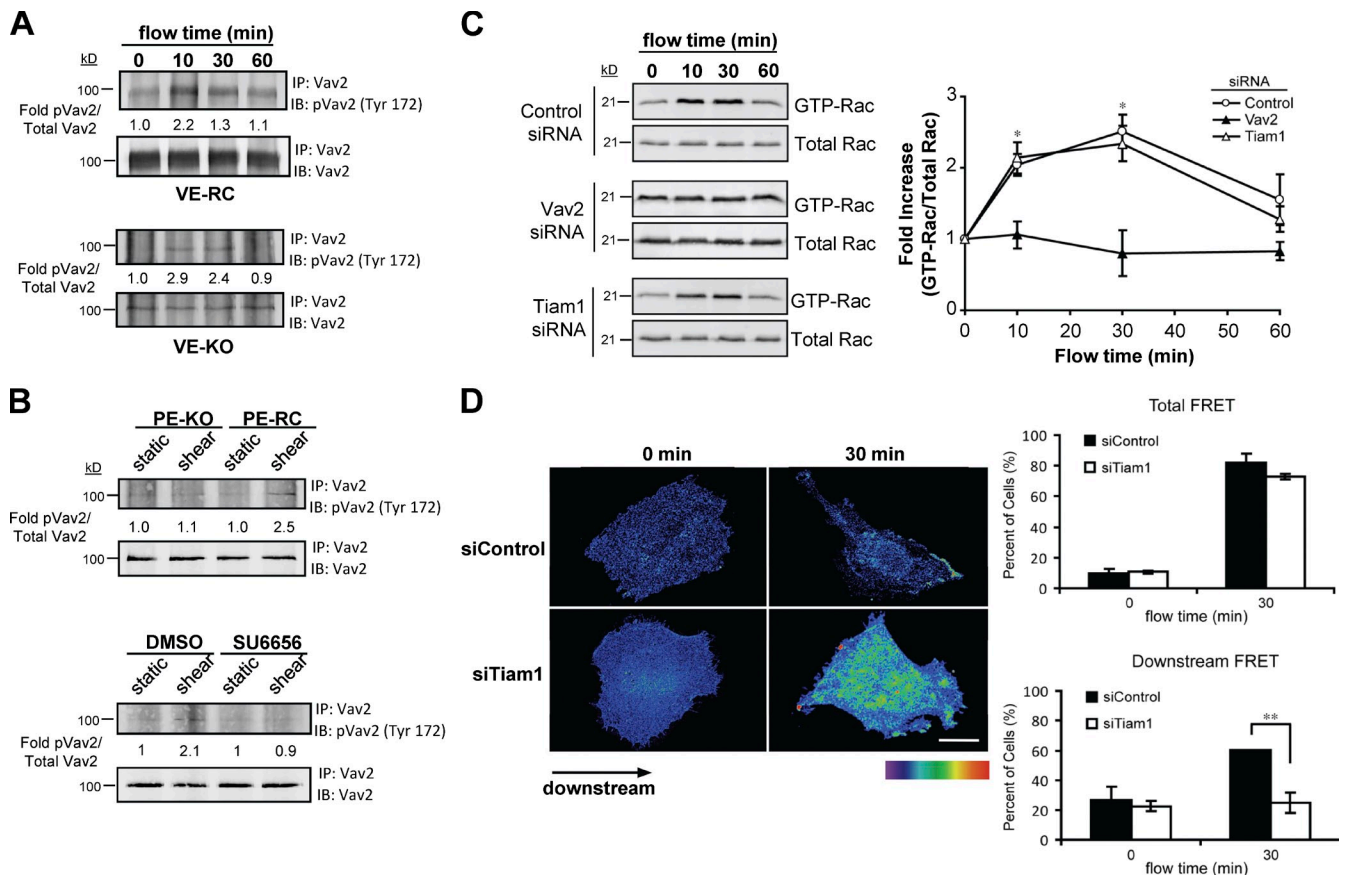 A
flow time (min)
kD
0 10 30 60
100
IP: Vav2
IB: pVav2 (Tyr 172)
Fold pVav2/
Total Vav2
1.0 2.2 1.3 1.1
100
IP: Vav2
IB: Vav2
VE-RC
100
IP: Vav2
IB: pVav2 (Tyr 172)
Fold pVav2/
Total Vav2
1.0 2.9 2.4 0.9
100
IP: Vav2
IB: Vav2
VE-KO
B
PE-KO PE-RC
static shear static shear
kD
100
IP: Vav2
IB: pVav2 (Tyr 172)
Fold pVav2/
Total Vav2
1.0 1.1 1.0 2.5
100
IP: Vav2
IB: Vav2
DMSO SU6656
static shear static shear
100
IP: Vav2
IB: pVav2 (Tyr 172)
Fold pVav2/
Total Vav2
1 2.1 1 0.9
100
IP: Vav2
IB: Vav2
C
flow time (min)
kD
0 10 30 60
Control
siRNA
21
GTP-Rac
21
Total Rac
Vav2
siRNA
21
GTP-Rac
21
Total Rac
Tiam1
siRNA
21
GTP-Rac
21
Total Rac
siRNA
Control
Vav2
Tiam1
Fold Increase
(GTP-Rac/Total Rac)
3
2
1
0
* *
0 10 20 30 40 50 60
Flow time (min)
D
0 min 30 min
siControl
siTiam1
downstream
Total FRET
siControl
siTiam1
Percent of Cells (%)
100
80
60
40
20
0
0 30
flow time (min)
Downstream FRET
siControl
siTiam1
**
Percent of Cells (%)
100
80
60
40
20
0
0 30
flow time (min)